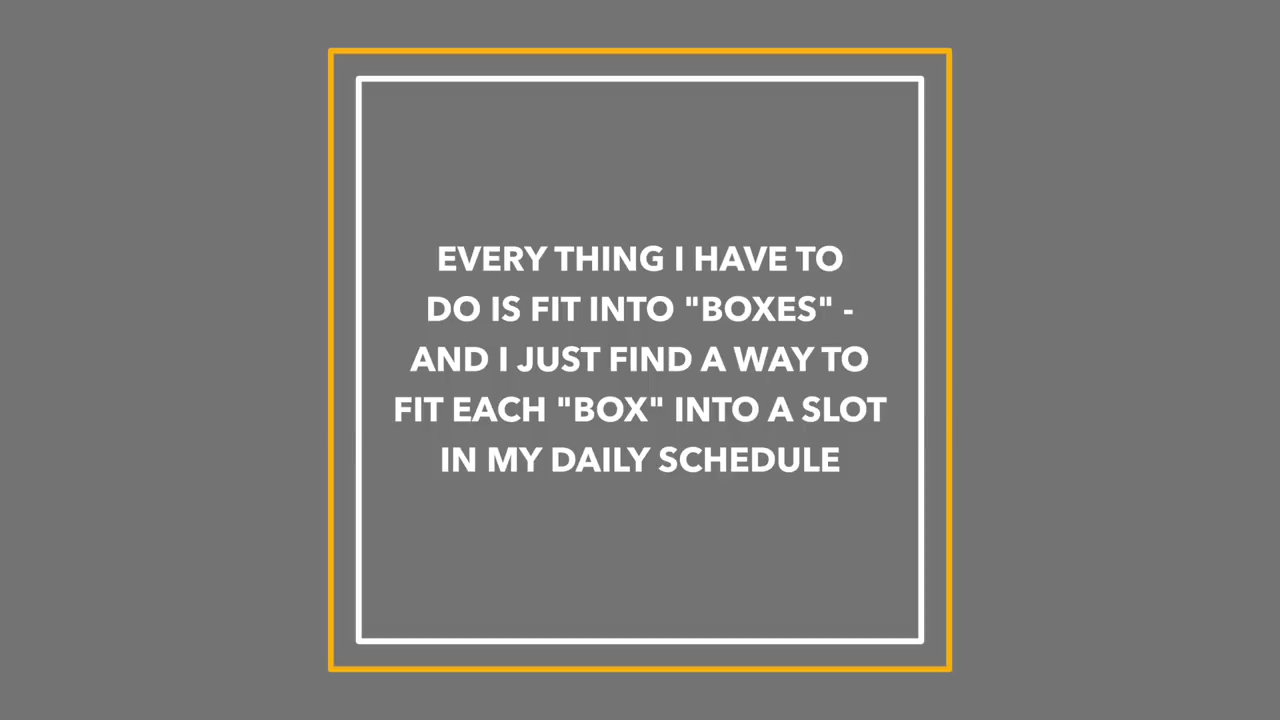 EVERY THING I HAVE TO
DO IS FIT INTO "BOXES" -
AND I JUST FIND A WAY TO
FIT EACH "BOX" INTO A SLOT
IN MY DAILY SCHEDULE